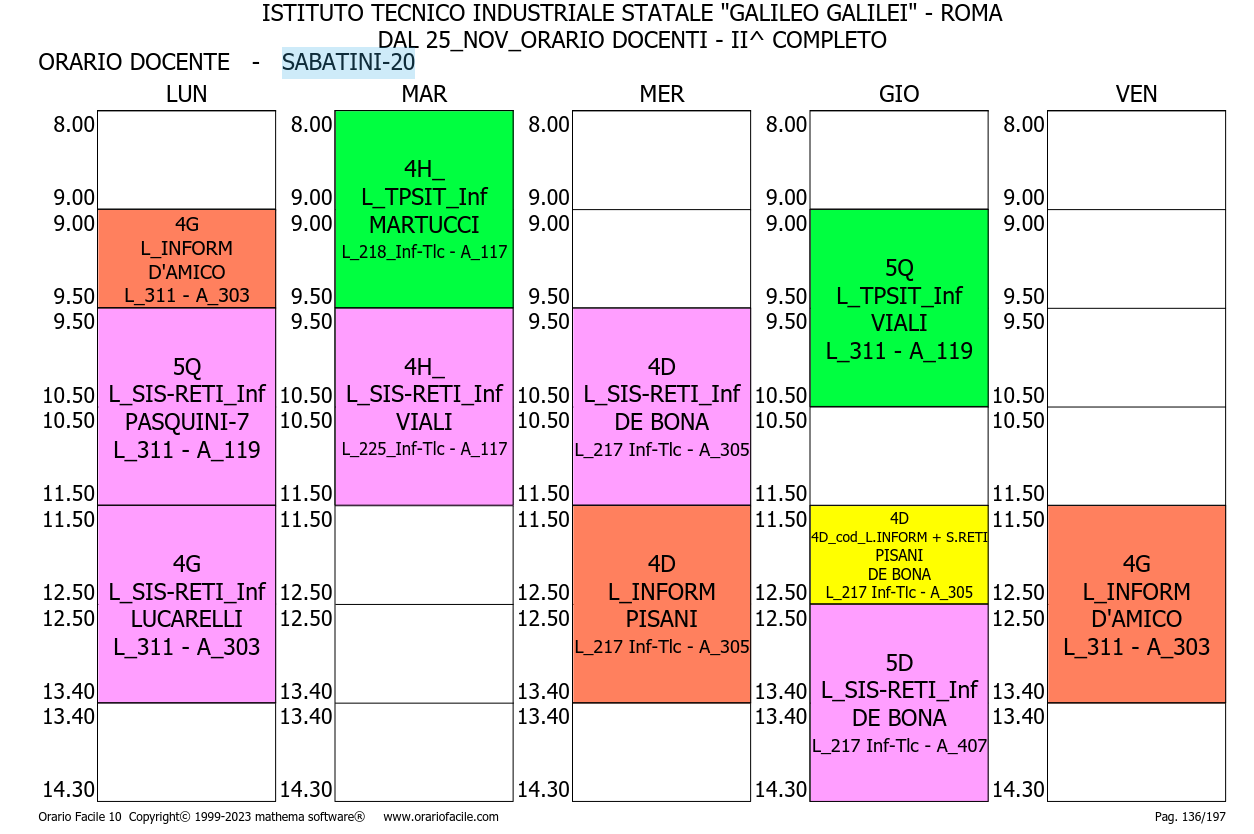 ISTITUTO TECNICO INDUSTRIALE STATALE "GALILEO GALILEI" - ROMA
DAL 25_NOV_ORARIO DOCENTI - II^ COMPLETO
ORARIO DOCENTE - SABATINI-20
LUN
8.00
9.00
9.00
4G
L_INFORM
D'AMICO
L_311 - A_303
9.50
9.50
5Q
L_SIS-RETI_Inf
PASQUINI-7
L_311 - A_119
10.50
10.50
11.50
11.50
4G
L_SIS-RETI_Inf
LUCARELLI
L_311 - A_303
12.50
12.50
13.40
13.40
14.30
MAR
8.00
4H_
L_TPSIT_Inf
MARTUCCI
L_218_Inf-Tlc - A_117
9.00
9.00
9.50
9.50
4H_
L_SIS-RETI_Inf
VIALI
L_225_Inf-Tlc - A_117
10.50
10.50
11.50
11.50
12.50
12.50
13.40
13.40
14.30
MER
8.00
9.00
9.00
9.50
9.50
4D
L_SIS-RETI_Inf
DE BONA
L_217 Inf-Tlc - A_305
10.50
10.50
11.50
11.50
4D
L_INFORM
PISANI
L_217 Inf-Tlc - A_305
12.50
12.50
13.40
13.40
14.30
GIO
8.00
9.00
9.00
5Q
L_TPSIT_Inf
VIALI
L_311 - A_119
9.50
9.50
10.50
10.50
11.50
11.50
4D
4D_cod_L.INFORM + S.RETI
PISANI
DE BONA
L_217 Inf-Tlc - A_305
12.50
12.50
5D
L_SIS-RETI_Inf
DE BONA
L_217 Inf-Tlc - A_407
13.40
13.40
14.30
VEN
8.00
9.00
9.00
9.50
9.50
10.50
10.50
11.50
11.50
4G
L_INFORM
D'AMICO
L_311 - A_303
12.50
12.50
13.40
13.40
14.30
Orario Facile 10 Copyright© 1999-2023 mathema software® www.orariofacile.com
Pag. 136/197